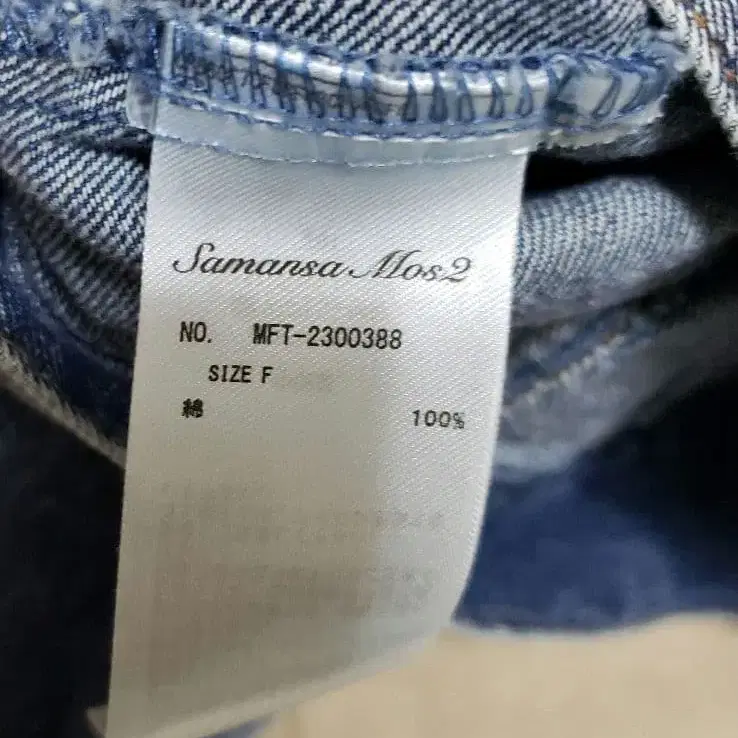 Samansa Mos2
NO. MFT-2300388
SIZE F
綿 100%